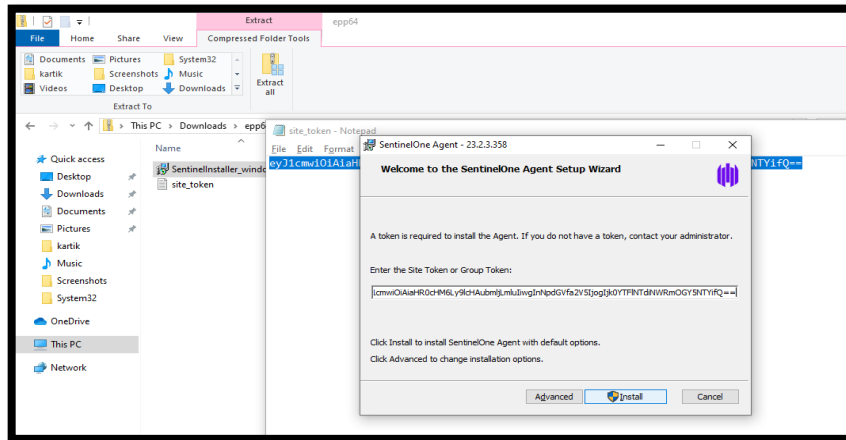 Extract
epp64
File Home Share View Compressed Folder Tools
Documents Pictures System32
kartik Screenshots Music
Videos Desktop Downloads
Extract all
Extract To
This PC > Downloads > epp6
site_token - Notepad
File Edit Format
SentinelOne Agent - 23.2.3.358
Name
Quick access
Desktop
Downloads
Documents
Pictures
kartik
Music
Screenshots
System32
OneDrive
This PC
Network
SentinelInstaller_windo
site_token
NTYifQ==
Welcome to the SentinelOne Agent Setup Wizard
A token is required to install the Agent. If you do not have a token, contact your administrator.
Enter the Site Token or Group Token:
Click Install to install SentinelOne Agent with default options.
Click Advanced to change installation options.
Advanced Install Cancel